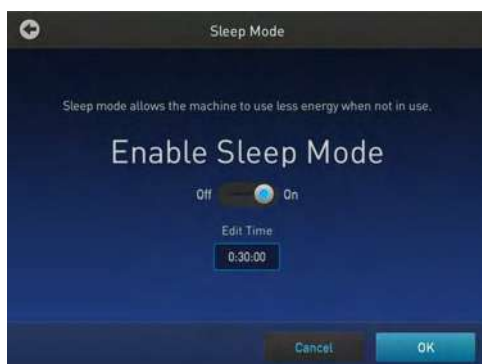 Sleep Mode
Sleep mode allows the machine to use less energy when not in use.
Enable Sleep Mode
Off On
Edit Time
0:30:00
Cancel OK